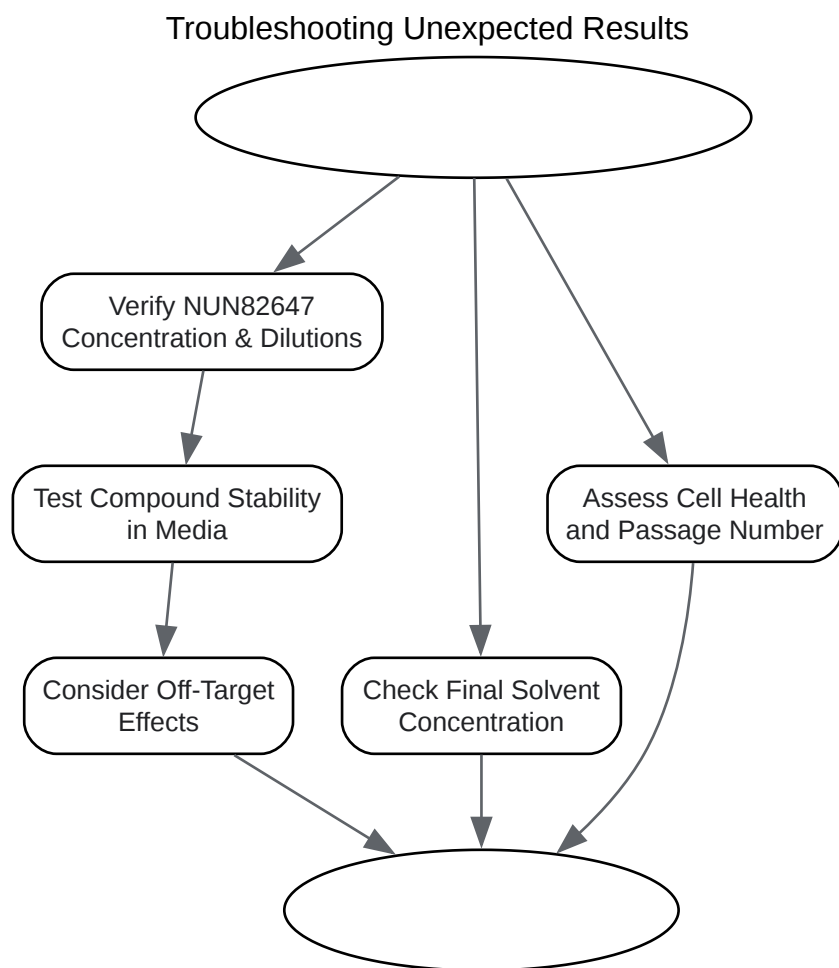 Troubleshooting Unexpected Results
Verify NUN82647
Concentration & Dilutions
Test Compound Stability
in Media
Assess Cell Health
and Passage Number
Consider Off-Target
Effects
Check Final Solvent
Concentration